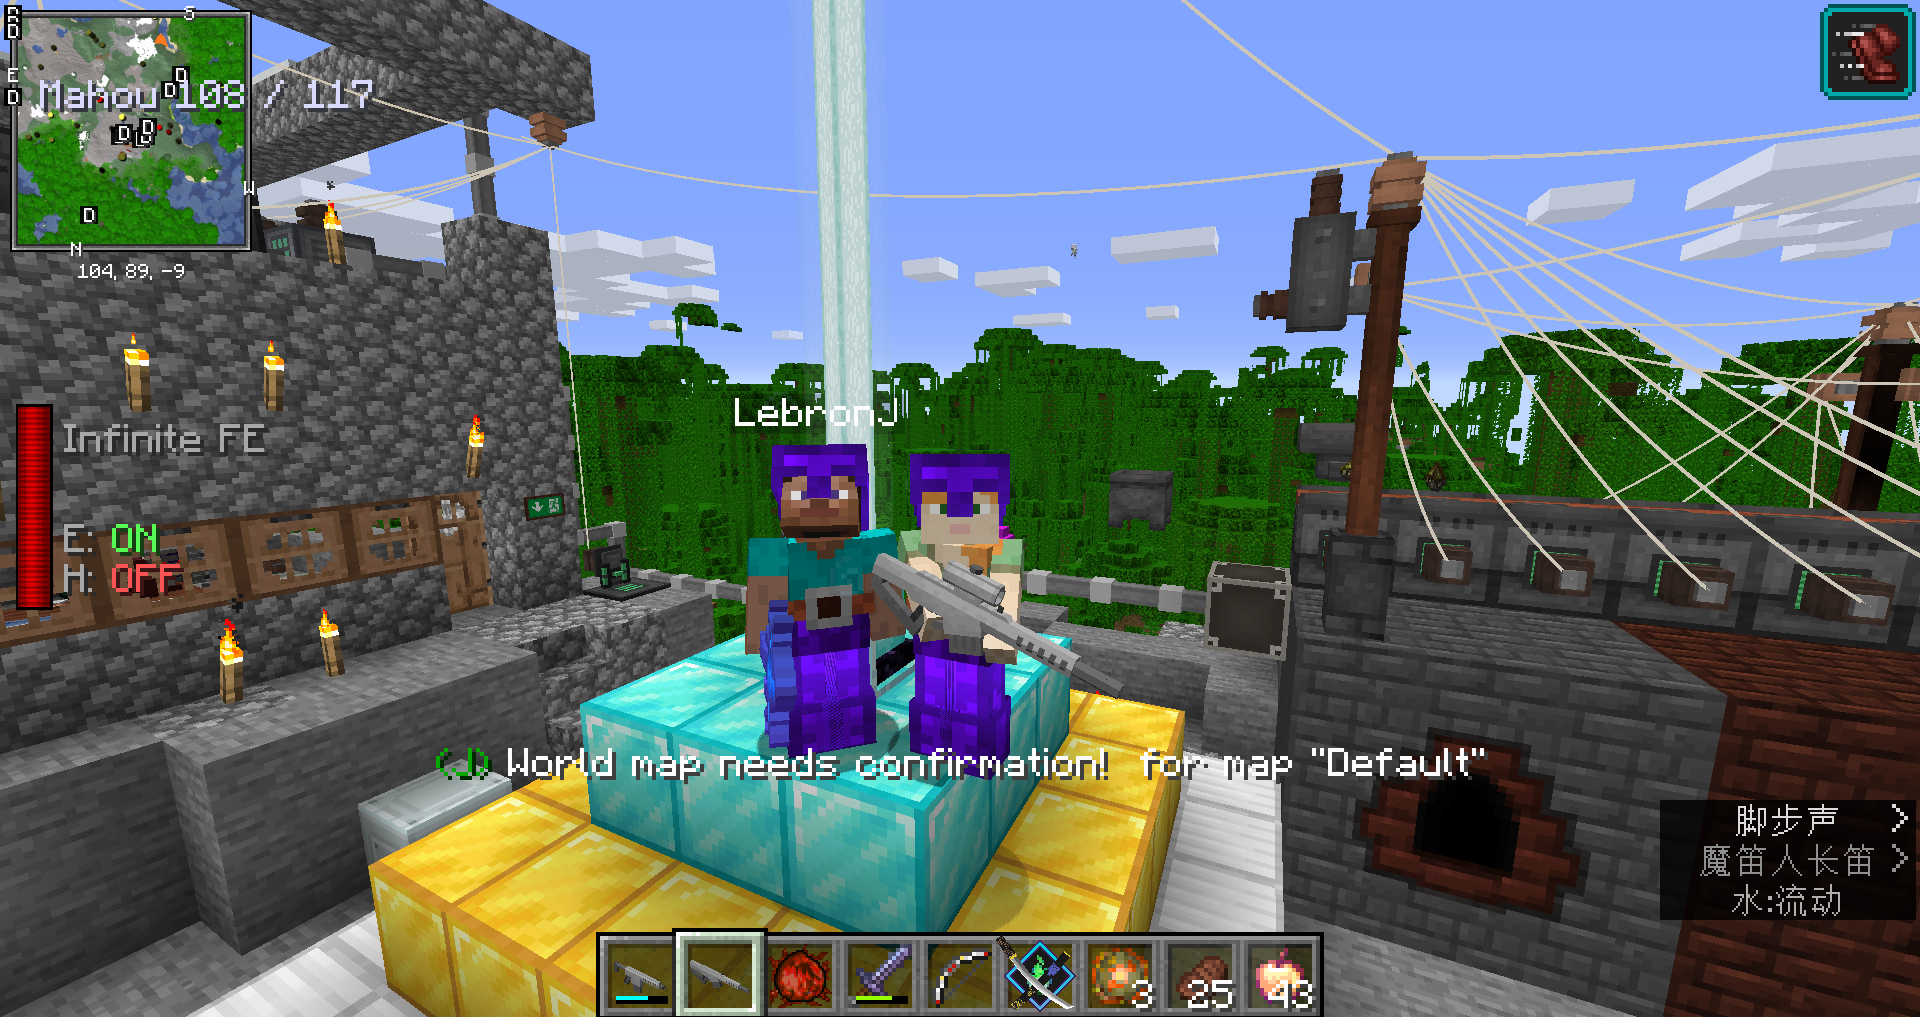 S
D
D
E
D
D
D
Mahou 108 / 117
D
D
W
D
N
104, 89, -9
LebronJ
Infinite FE
E: ON
H: OFF
(J) World map needs confirmation!  for map "Default"
脚步声 >
魔笛人长笛 >
水:流动
3
25
43